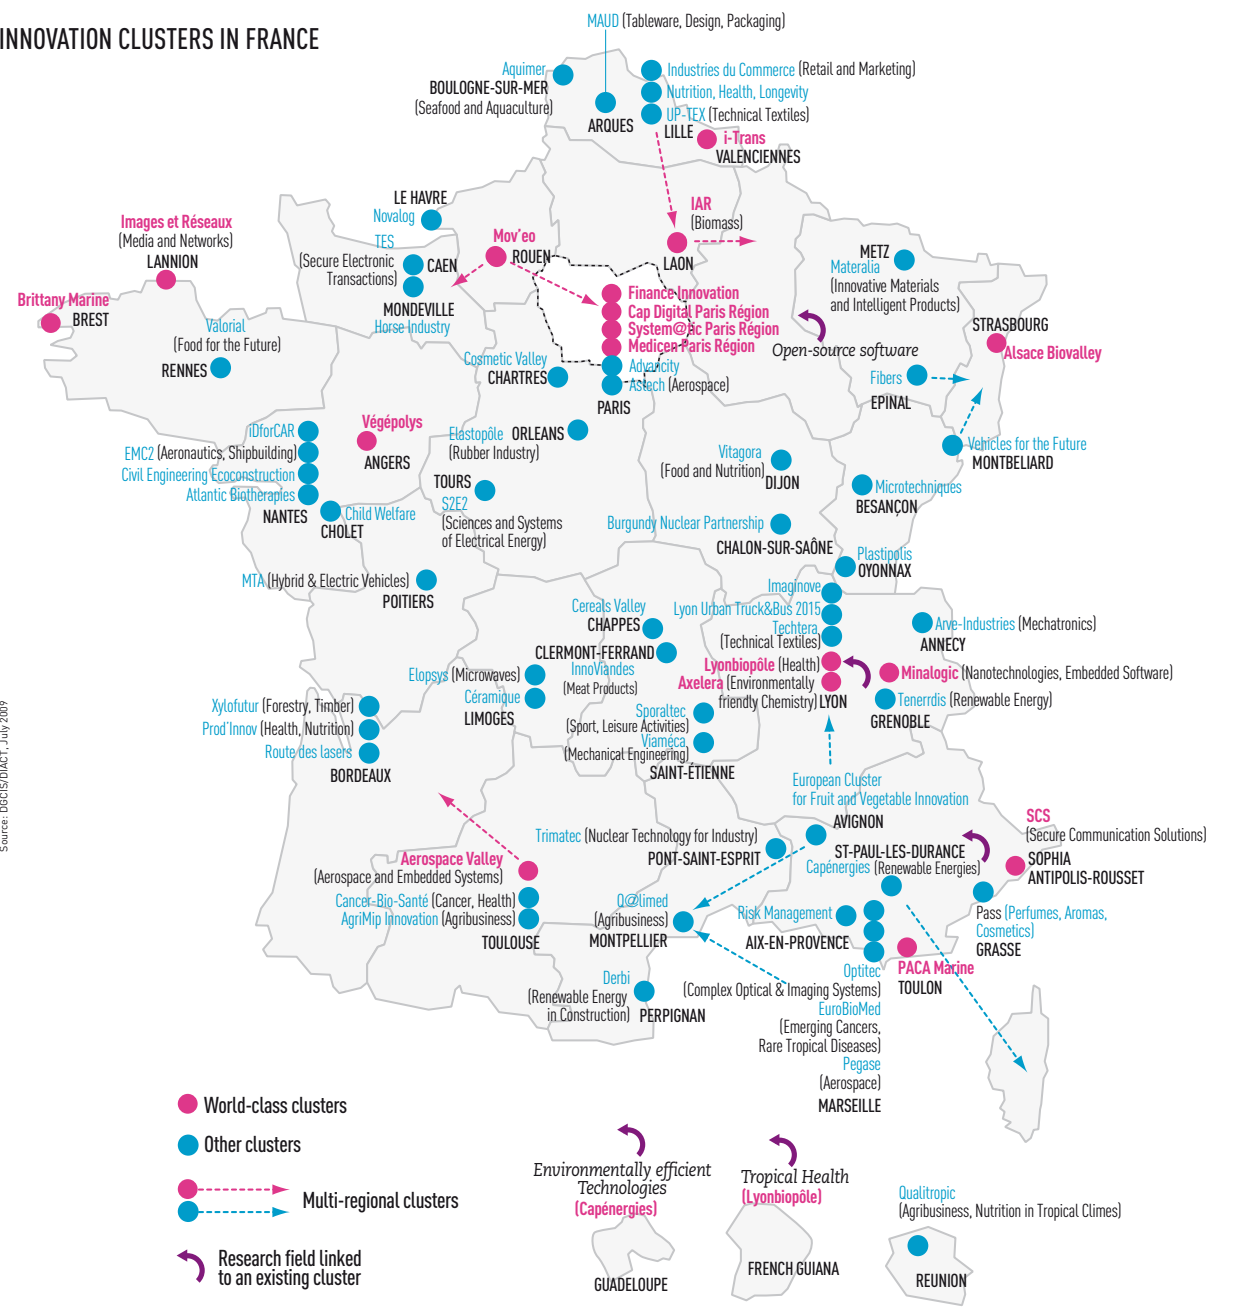 INNOVATION CLUSTERS IN FRANCE
MAUD (Tableware, Design, Packaging)
Aquimer
BOULOGNE-SUR-MER
(Seafood and Aquaculture)
ARQUES
Industries du Commerce (Retail and Marketing)
Nutrition, Health, Longevity
UP-TEX (Technical Textiles)
LILLE
i-Trans
VALENCIENNES
LE HAVRE
Novalog
IAR
(Biomass)
LAON
Images et Réseaux
(Media and Networks)
LANNION
TES
(Secure Electronic
Transactions)
CAEN
MONDEVILLE
Horse Industry
Mov'eo
ROUEN
METZ
Materalia
(Innovative Materials
and Intelligent Products)
Brittany Marine
BREST
Finance Innovation
Cap Digital Paris Région
System@tic Paris Région
Medicen Paris Région
Advancity
Astech (Aerospace)
PARIS
Valorial
(Food for the Future)
RENNES
Cosmetic Valley
CHARTRES
Open-source software
STRASBOURG
Alsace Biovalley
Fibers
EPINAL
Végépolys
ANGERS
iDforCAR
EMC2 (Aeronautics, Shipbuilding)
Civil Engineering Ecoconstruction
Atlantic Biotherapies
NANTES
Child Welfare
CHOLET
Elastopôle
ORLEANS
(Rubber Industry)
TOURS
S2E2
(Sciences and Systems
of Electrical Energy)
Vitagora
(Food and Nutrition)
DIJON
Vehicles for the Future
MONTBELIARD
Microtechniques
BESANÇON
Burgundy Nuclear Partnership
CHALON-SUR-SAÔNE
Plastipolis
OYONNAX
MTA (Hybrid & Electric Vehicles)
POITIERS
Imaginove
Lyon Urban Truck&Bus 2015
Techtera
(Technical Textiles)
Lyonbiopôle (Health)
Axelera (Environmentally
friendly Chemistry)
LYON
Cereals Valley
CHAPPES
CLERMONT-FERRAND
InnoViandes
(Meat Products)
Arve-Industries (Mechatronics)
ANNECY
Minalogic (Nanotechnologies, Embedded Software)
Tenerrdis (Renewable Energy)
GRENOBLE
Elopsys (Microwaves)
Céramique
LIMOGES
Xylofutur (Forestry, Timber)
Prod'Innov (Health, Nutrition)
Route des lasers
BORDEAUX
Sporaltec
(Sport, Leisure Activities)
Viaméca
(Mechanical Engineering)
SAINT-ÉTIENNE
European Cluster
for Fruit and Vegetable Innovation
AVIGNON
Trimatec (Nuclear Technology for Industry)
PONT-SAINT-ESPRIT
ST-PAUL-LES-DURANCE
Capénergies (Renewable Energies)
SCS
(Secure Communication Solutions)
SOPHIA
ANTIPOLIS-ROUSSET
Aerospace Valley
(Aerospace and Embedded Systems)
Cancer-Bio-Santé (Cancer, Health)
AgriMip Innovation (Agribusiness)
TOULOUSE
Q@limed
(Agribusiness)
MONTPELLIER
Risk Management
AIX-EN-PROVENCE
Pass (Perfumes, Aromas,
Cosmetics)
GRASSE
PACA Marine
TOULON
Derbi
(Renewable Energy
in Construction)
PERPIGNAN
Optitec
(Complex Optical & Imaging Systems)
EuroBioMed
(Emerging Cancers,
Rare Tropical Diseases)
Pegase
(Aerospace)
MARSEILLE
Source: DGCIS/DIACT, July 2009
World-class clusters
Other clusters
Multi-regional clusters
Research field linked
to an existing cluster
Environmentally efficient
Technologies
(Capénergies)
GUADELOUPE
Tropical Health
(Lyonbiopôle)
FRENCH GUIANA
Qualitropic
(Agribusiness, Nutrition in Tropical Climes)
REUNION